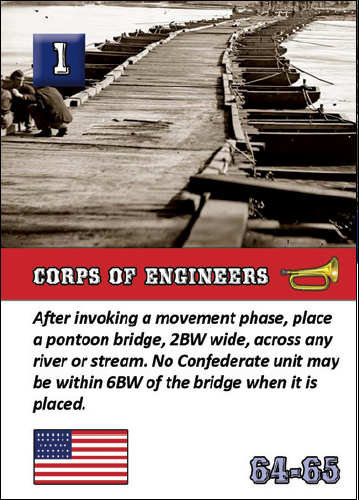 1
CORPS OF ENGINEERS
After invoking a movement phase, place
a pontoon bridge, 2BW wide, across any
river or stream. No Confederate unit may
be within 6BW of the bridge when it is
placed.
64-65